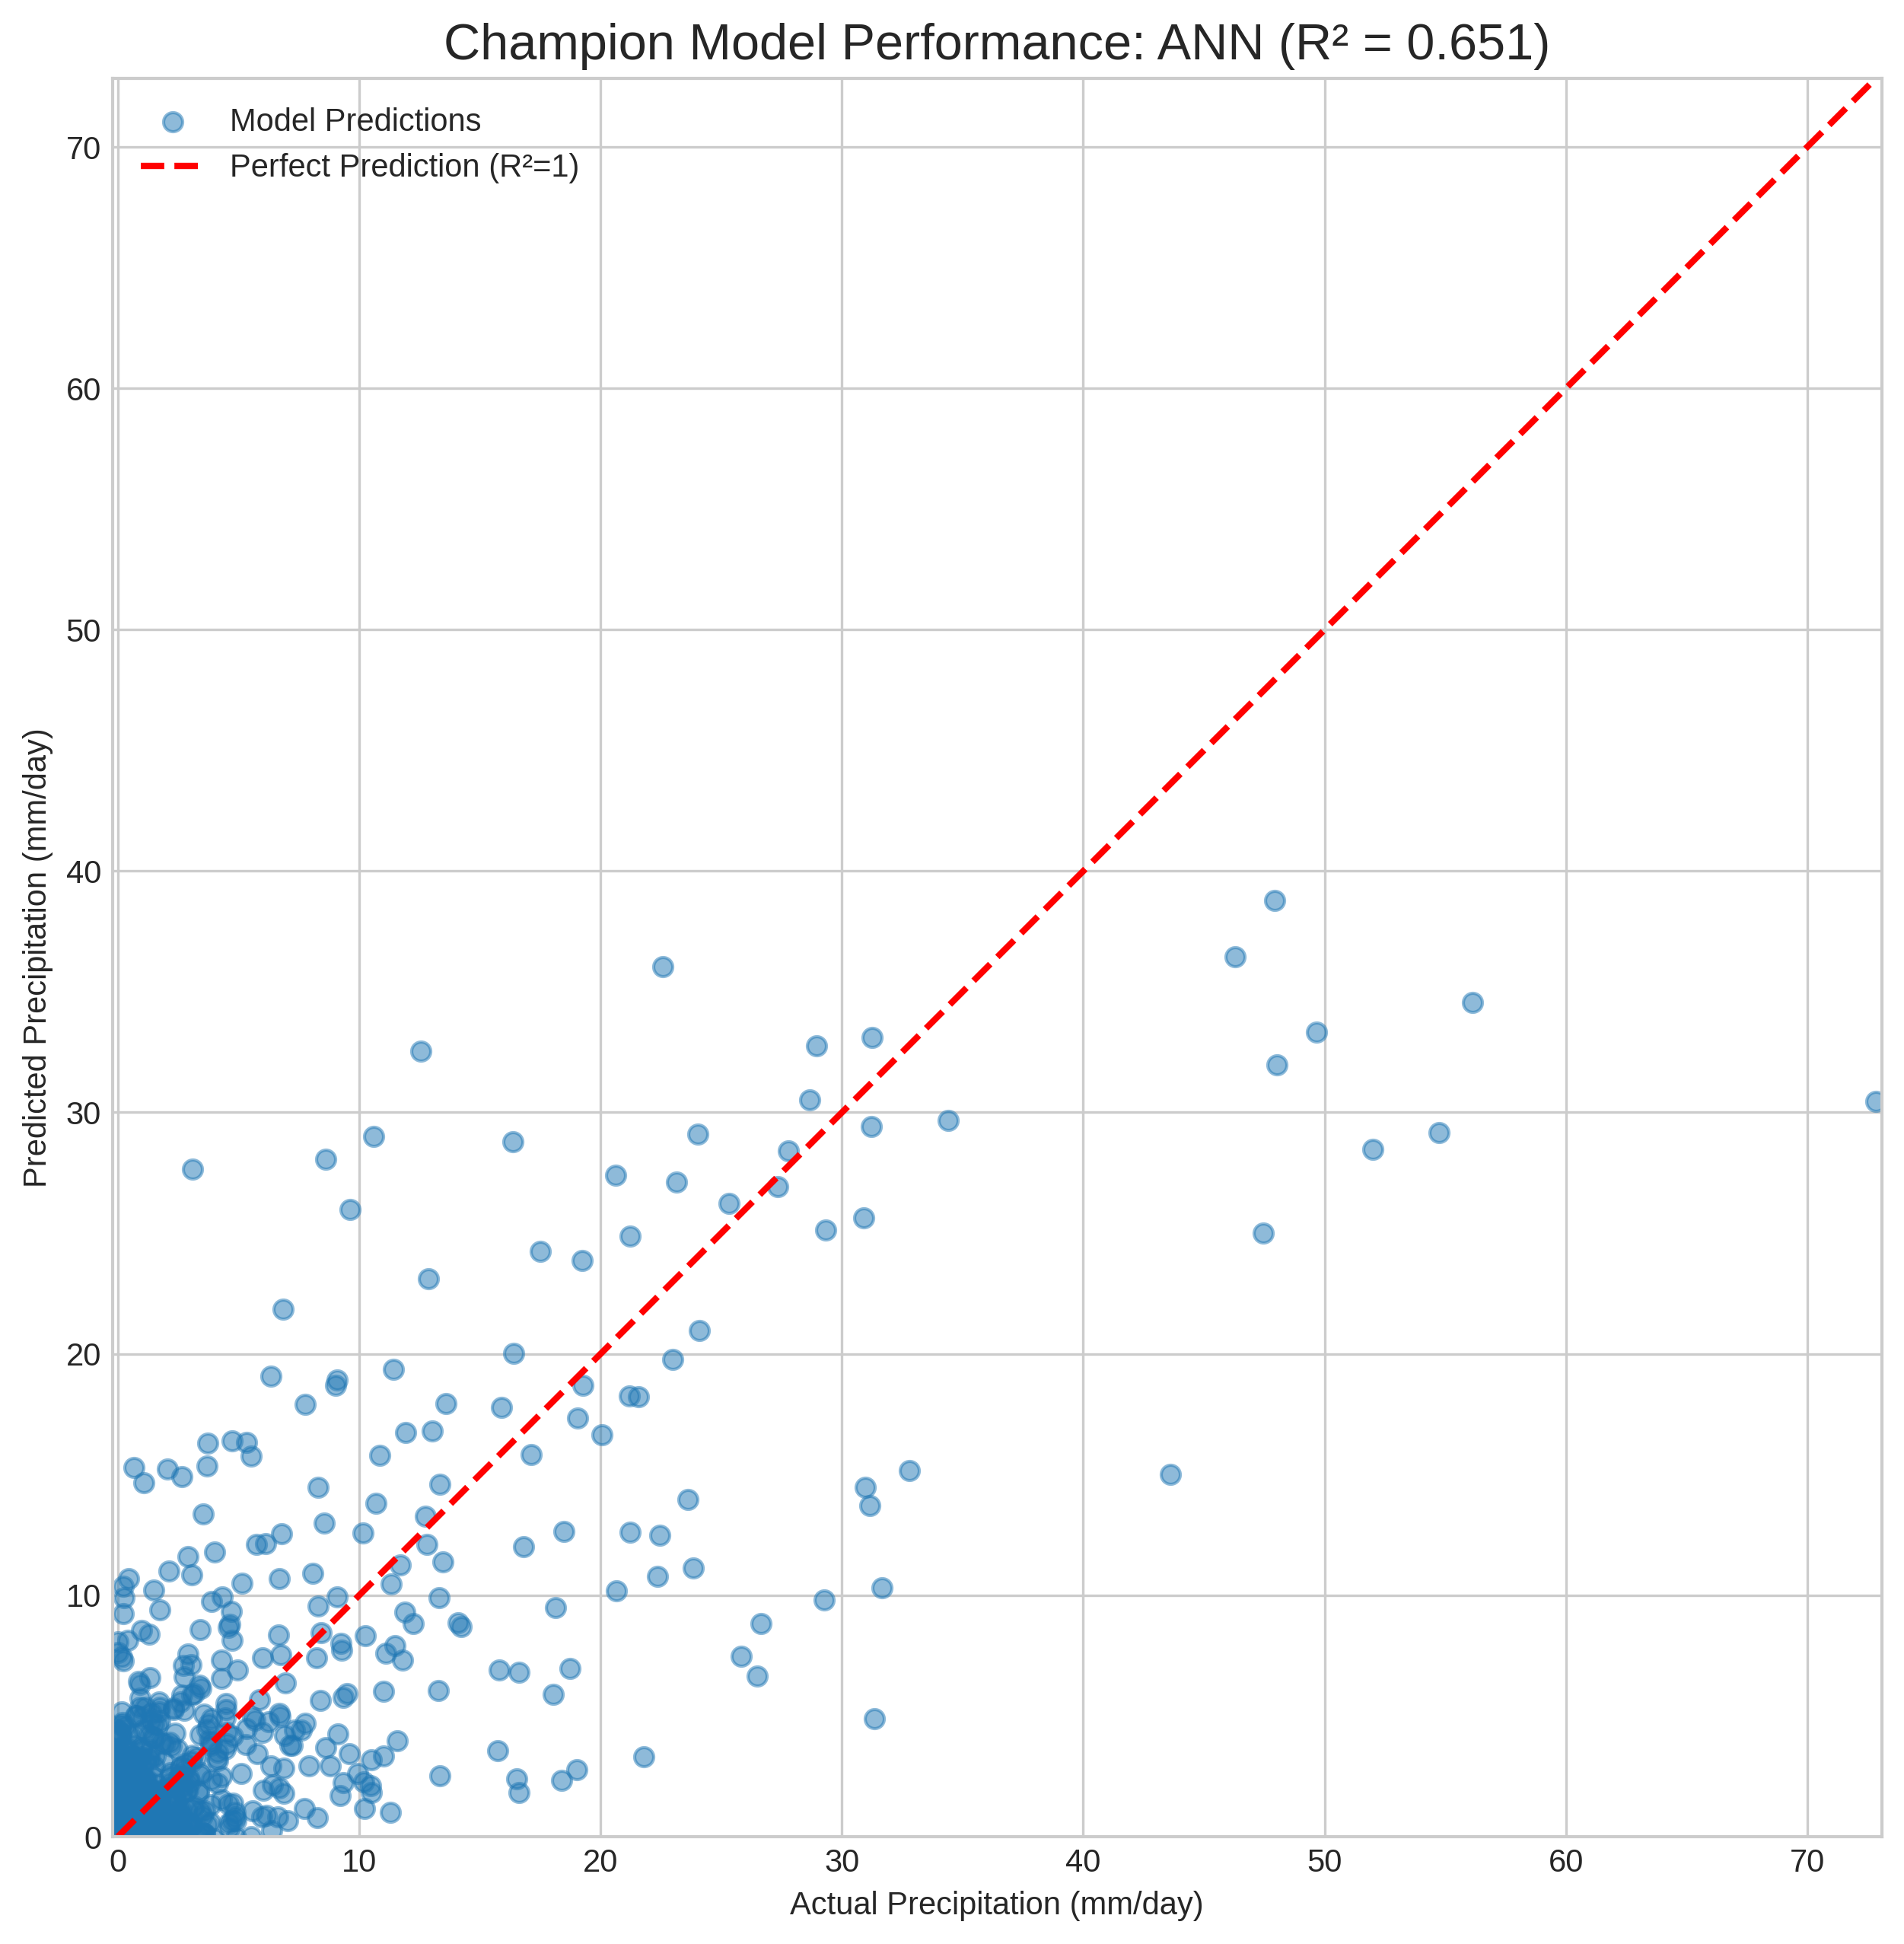 Champion Model Performance: ANN (R² = 0.651)
Model Predictions
Perfect Prediction (R²=1)
70
60
50
40
30
20
10
0
Predicted Precipitation (mm/day)
0 10 20 30 40 50 60 70
Actual Precipitation (mm/day)